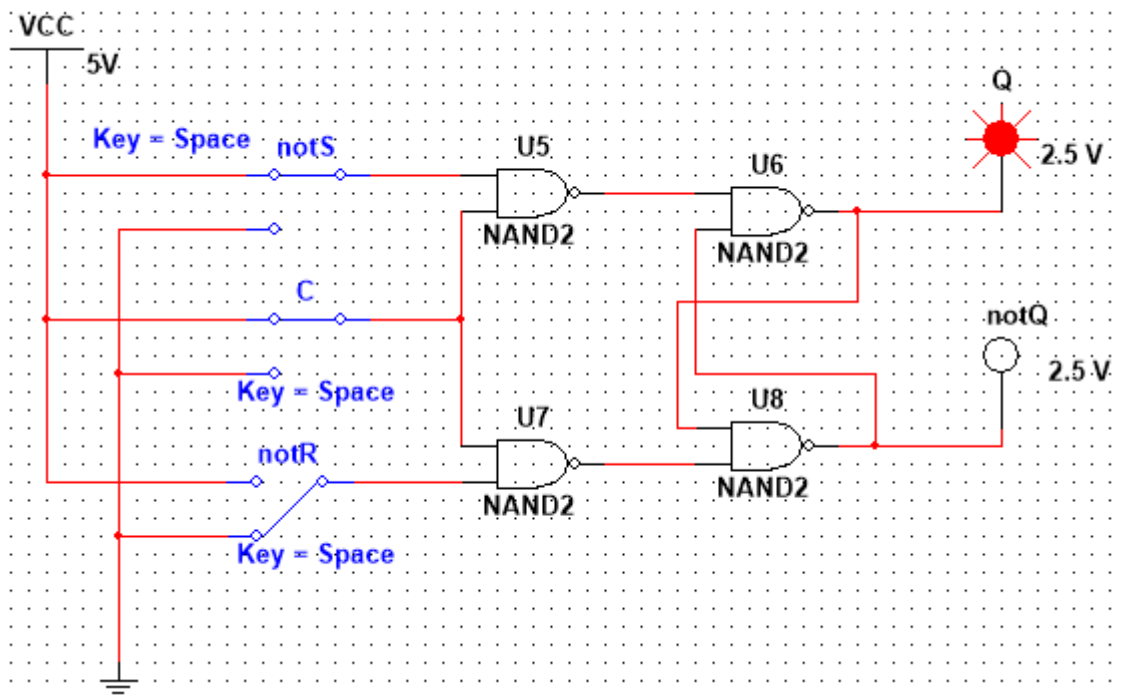 VCC
5V
Key = Space
notS
U5
NAND2
U6
NAND2
Q
2.5 V
C
Key = Space
notQ
2.5 V
notR
Key = Space
U7
NAND2
U8
NAND2